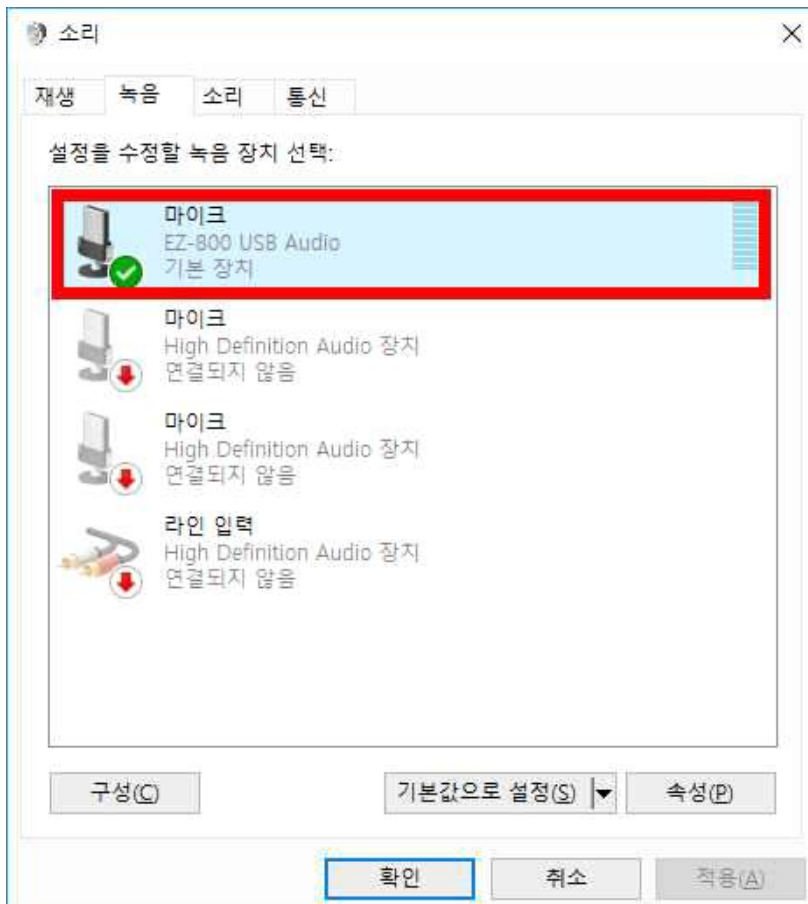 소리
재생
녹음
소리
통신
설정을 수정할 녹음 장치 선택:
마이크
EZ-800 USB Audio
기본 장치
마이크
High Definition Audio 장치
연결되지 않음
마이크
High Definition Audio 장치
연결되지 않음
라인 입력
High Definition Audio 장치
연결되지 않음
구성(C)
기본값으로 설정(S)
속성(P)
확인
취소
적용(A)